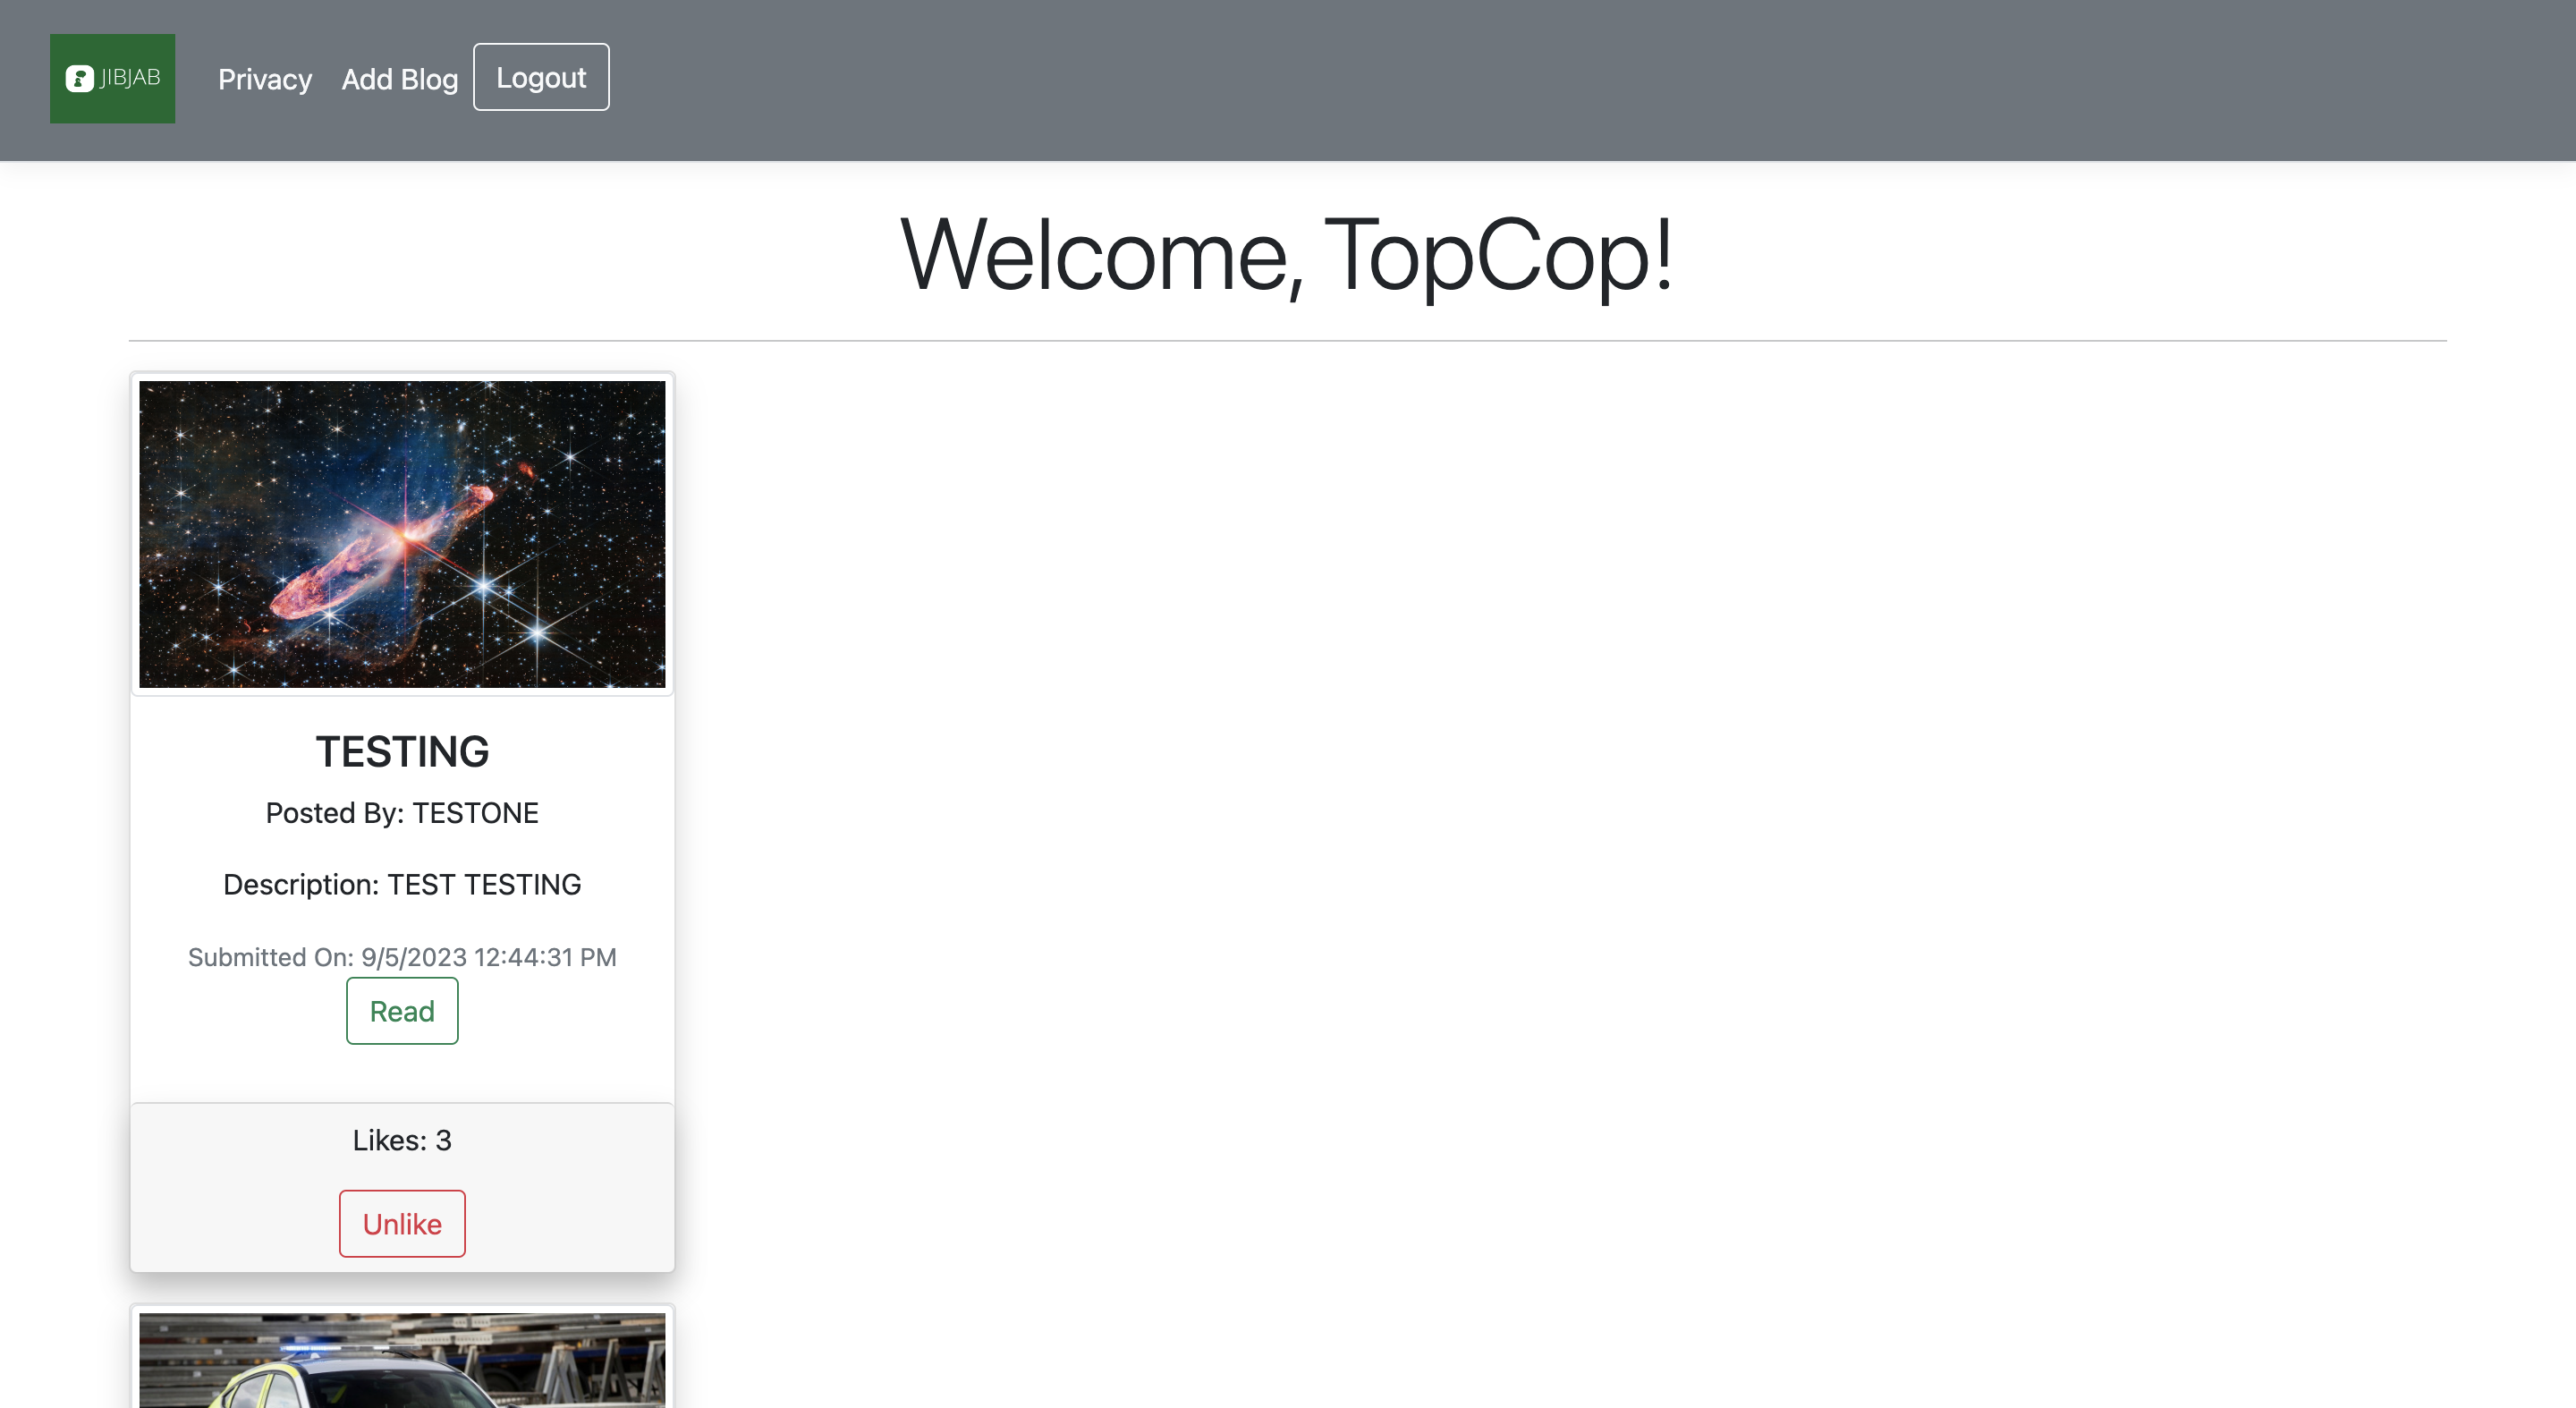 JIBJAB
Privacy Add Blog Logout
Welcome, TopCop!
TESTING
Posted By: TESTONE
Description: TEST TESTING
Submitted On: 9/5/2023 12:44:31 PM
Read
Likes: 3
Unlike